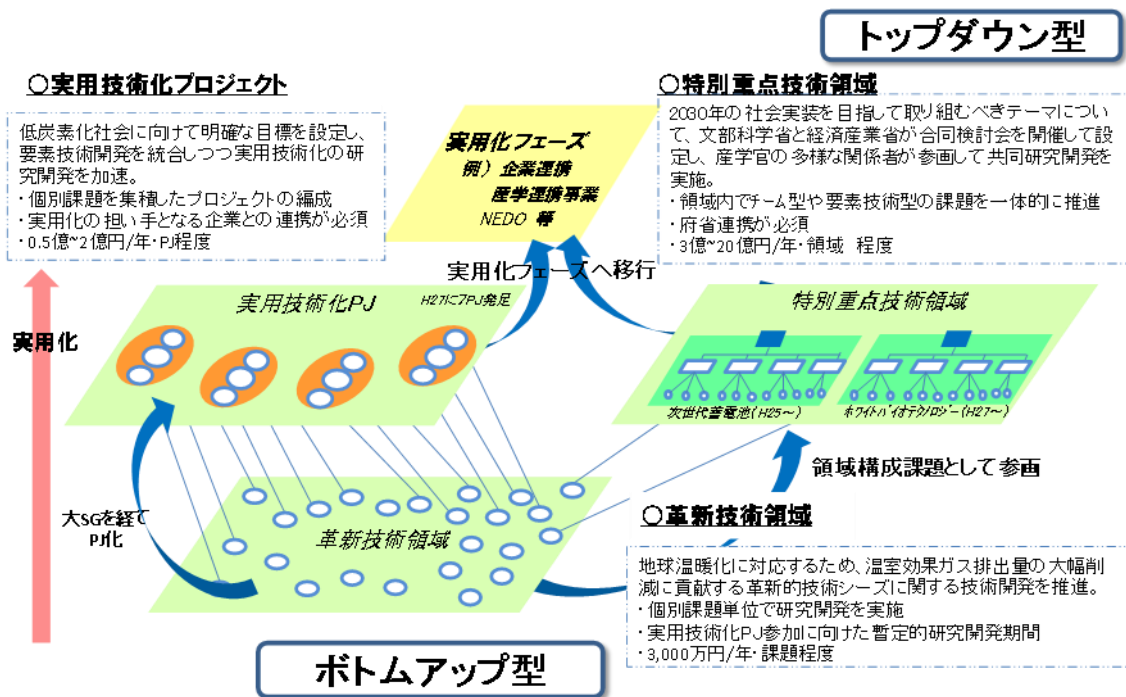 トップダウン型
○実用技術化プロジェクト
低炭素化社会に向けて明確な目標を設定し、
要素技術開発を統合しつつ実用技術化の研
究開発を加速。
・個別課題を集積したプロジェクトの編成
・実用化の担い手となる企業との連携が必須
・0.5億~2億円/年・PJ程度
実用化フェーズ
例）企業連携
産学連携事業
NEDO 等
○特別重点技術領域
2030年の社会実装を目指して取り組むべきテーマについ
て、文部科学省と経済産業省が合同検討会を開催して設
定し、産学官の多様な関係者が参画して共同研究開発を
実施。
・領域内でチーム型や要素技術型の課題を一体的に推進
・府省連携が必須
・3億~20億円/年・領域 程度
実用化フェーズへ移行
実用化
実用技術化PJ
H27に7PJ発足
特別重点技術領域
次世代蓄電池(H25～)
ホワイトバイオテクノロジー(H27～)
大SGを経て
PJ化
革新技術領域
領域構成課題として参画
○革新技術領域
地球温暖化に対応するため、温室効果ガス排出量の大幅削
減に貢献する革新的技術シーズに関する技術開発を推進。
・個別課題単位で研究開発を実施
・実用技術化PJ参加に向けた暫定的研究開発期間
・3,000万円/年・課題程度
ボトムアップ型